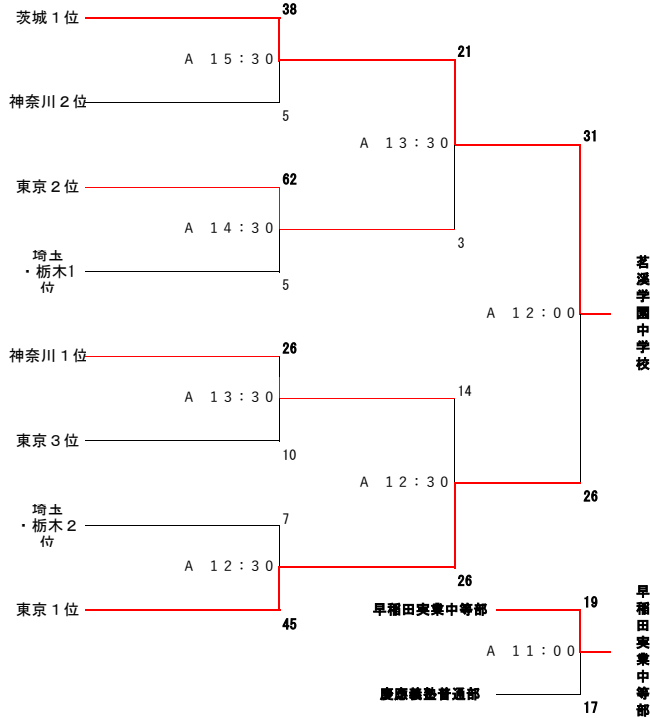 茨城１位
38
Ａ　１５：３０
21
神奈川２位
5
Ａ　１３：３０
31
東京２位
62
Ａ　１４：３０
3
埼玉
・栃木1
位
5
茗溪学園中学校
Ａ　１２：００
神奈川１位
26
Ａ　１３：３０
14
東京３位
10
Ａ　１２：３０
26
埼玉
・栃木２
位
7
Ａ　１２：３０
26
東京１位
45
早稲田実業中等部
19
Ａ　１１：００
早稲田実業中等部
慶應義塾普通部
17